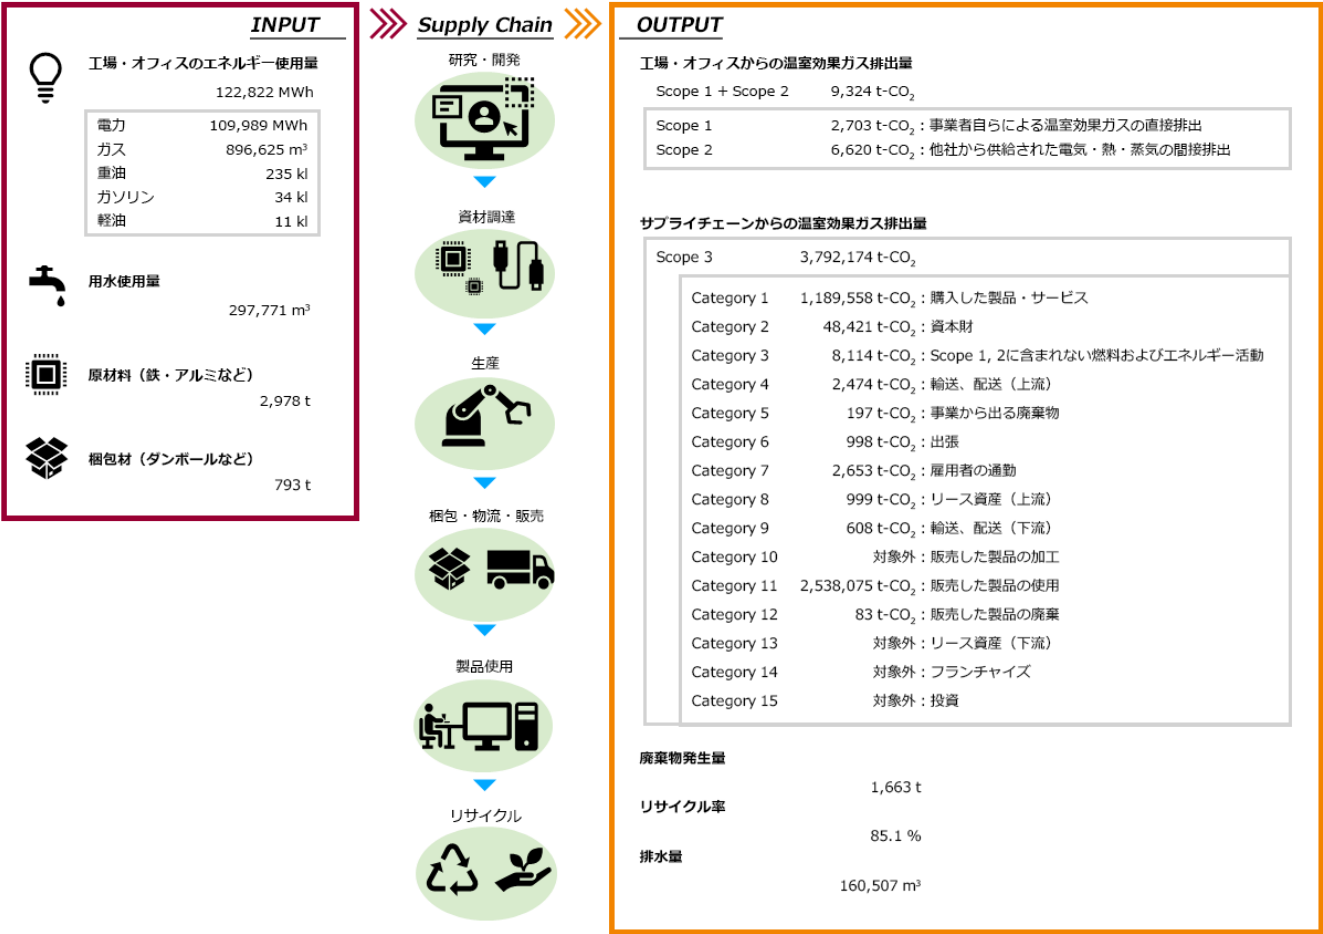 INPUT
工場・オフィスのエネルギー使用量
122,822 MWh
電力 109,989 MWh
ガス 896,625 m³
重油 235 kl
ガソリン 34 kl
軽油 11 kl
用水使用量
297,771 m³
原材料（鉄・アルミなど）
2,978 t
梱包材（ダンボールなど）
793 t
Supply Chain
研究・開発
資材調達
生産
梱包・物流・販売
製品使用
リサイクル
OUTPUT
工場・オフィスからの温室効果ガス排出量
Scope 1 + Scope 2 9,324 t-CO₂
Scope 1 2,703 t-CO₂：事業者自らによる温室効果ガスの直接排出
Scope 2 6,620 t-CO₂：他社から供給された電気・熱・蒸気の間接排出
サプライチェーンからの温室効果ガス排出量
Scope 3 3,792,174 t-CO₂
Category 1 1,189,558 t-CO₂：購入した製品・サービス
Category 2 48,421 t-CO₂：資本財
Category 3 8,114 t-CO₂：Scope 1, 2に含まれない燃料およびエネルギー活動
Category 4 2,474 t-CO₂：輸送、配送（上流）
Category 5 197 t-CO₂：事業から出る廃棄物
Category 6 998 t-CO₂：出張
Category 7 2,653 t-CO₂：雇用者の通勤
Category 8 999 t-CO₂：リース資産（上流）
Category 9 608 t-CO₂：輸送、配送（下流）
Category 10 対象外：販売した製品の加工
Category 11 2,538,075 t-CO₂：販売した製品の使用
Category 12 83 t-CO₂：販売した製品の廃棄
Category 13 対象外：リース資産（下流）
Category 14 対象外：フランチャイズ
Category 15 対象外：投資
廃棄物発生量
1,663 t
リサイクル率
85.1 %
排水量
160,507 m³